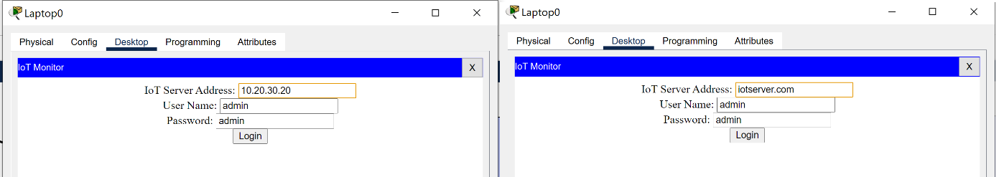 Laptop0
Physical Config Desktop Programming Attributes
IoT Monitor X
IoT Server Address: 10.20.30.20
User Name: admin
Password: admin
Login
Laptop0
Physical Config Desktop Programming Attributes
IoT Monitor X
IoT Server Address: iotserver.com
User Name: admin
Password: admin
Login